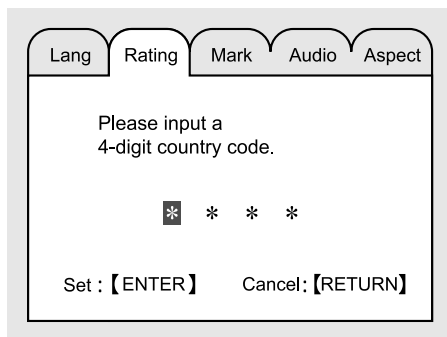 Lang Rating Mark Audio Aspect
Please input a
4-digit country code.
* * * *
Set :【ENTER】 Cancel:【RETURN】